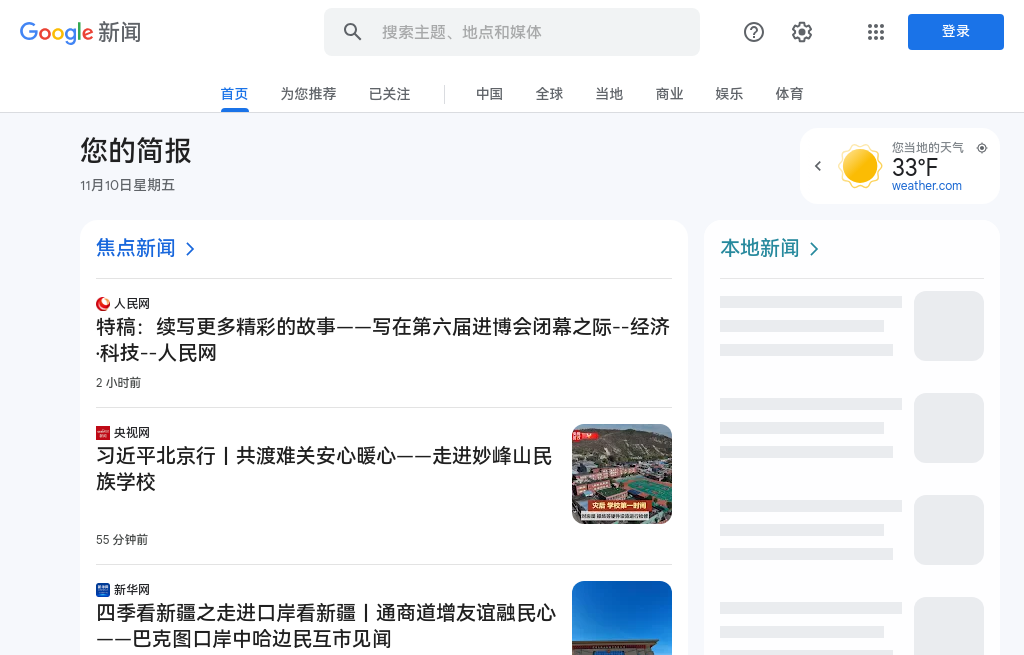 Google 新闻
搜索主题、地点和媒体
登录
首页
为您推荐
已关注
中国
全球
当地
商业
娱乐
体育
您的简报
11月10日星期五
您当地的天气
33°F
weather.com
焦点新闻
人民网
特稿：续写更多精彩的故事——写在第六届进博会闭幕之际--经济
·科技--人民网
2 小时前
央视网
习近平北京行丨共渡难关安心暖心——走进妙峰山民
族学校
灾后 学校第一时间
55 分钟前
新华网
四季看新疆之走进口岸看新疆丨通商道增友谊融民心
——巴克图口岸中哈边民互市见闻
本地新闻